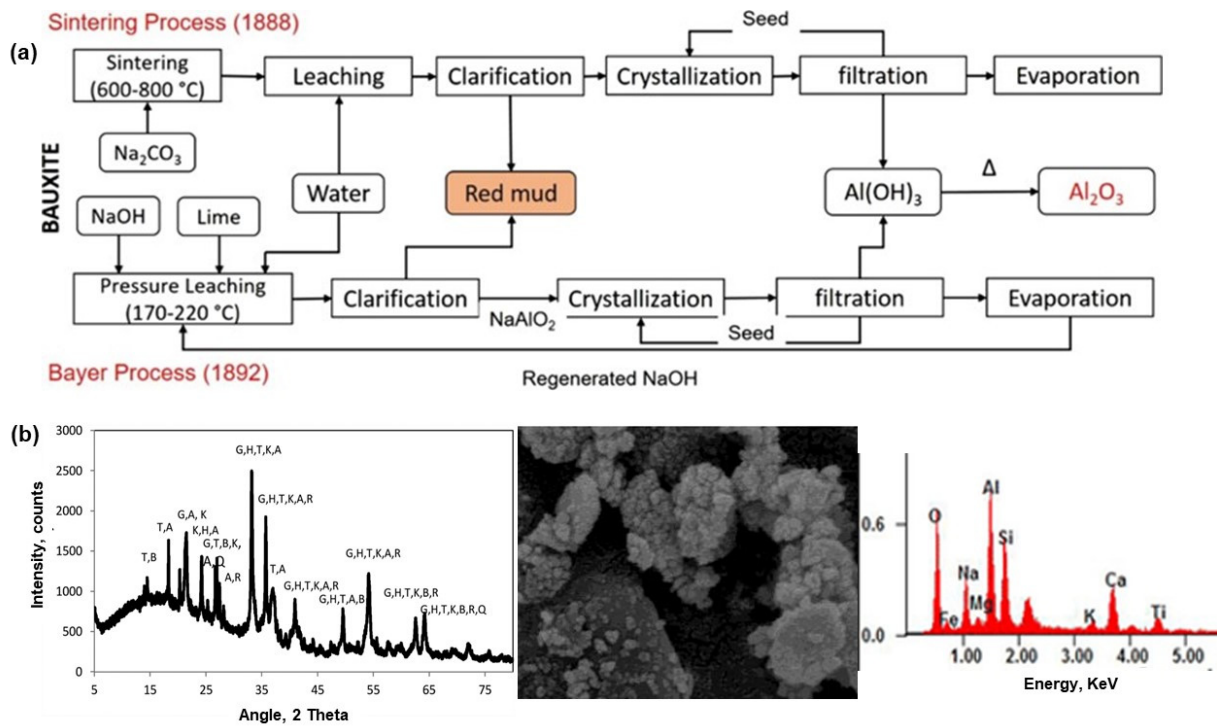 Sintering Process (1888)
(a)
Seed
Sintering
(600-800 °C)
Leaching
Clarification
Crystallization
filtration
Evaporation
Na₂CO₃
BAUXITE
NaOH
Lime
Water
Red mud
Al(OH)₃
Δ
Al₂O₃
Pressure Leaching
(170-220 °C)
Clarification
NaAlO₂
Crystallization
filtration
Evaporation
Seed
Bayer Process (1892)
Regenerated NaOH
(b)
3000
2500
2000
1500
1000
500
0
Intensity, counts
T,B
T,A
G,A, K
K,H,A
G,T,B,K,
A,Q
A,R
G,H,T,K,A
G,H,T,K,A,R
T,A
G,H,T,K,A,R
G,H,T,A,B
G,H,T,K,A,R
G,H,T,K,B,R
G,H,T,K,B,R,Q
5 15 25 35 45 55 65 75
Angle, 2 Theta
0.6
0.0
O
Fe
Na
Mg
Al
Si
K
Ca
Ti
1.00 2.00 3.00 4.00 5.00
Energy, KeV